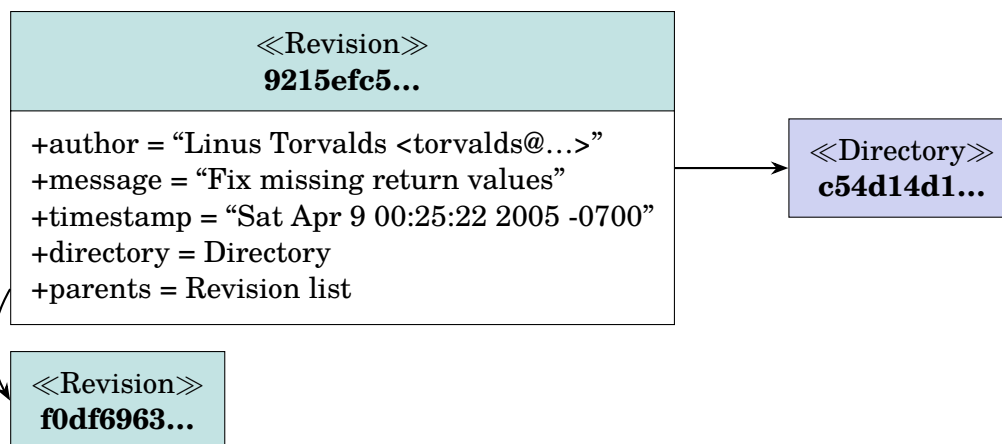 ≪Revision≫
9215efc5...
+author = “Linus Torvalds <torvalds@...>”
+message = “Fix missing return values”
+timestamp = “Sat Apr 9 00:25:22 2005 -0700”
+directory = Directory
+parents = Revision list
≪Directory≫
c54d14d1...
≪Revision≫
f0df6963...